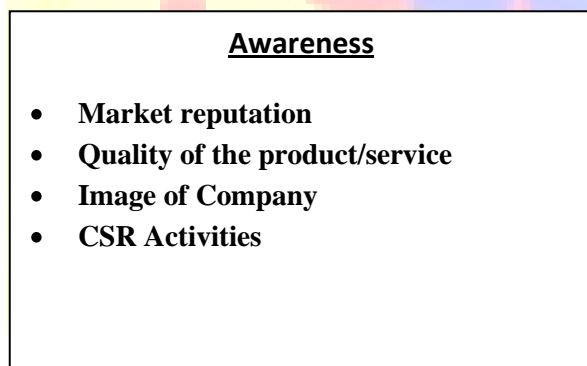 Awareness
• Market reputation
• Quality of the product/service
• Image of Company
• CSR Activities